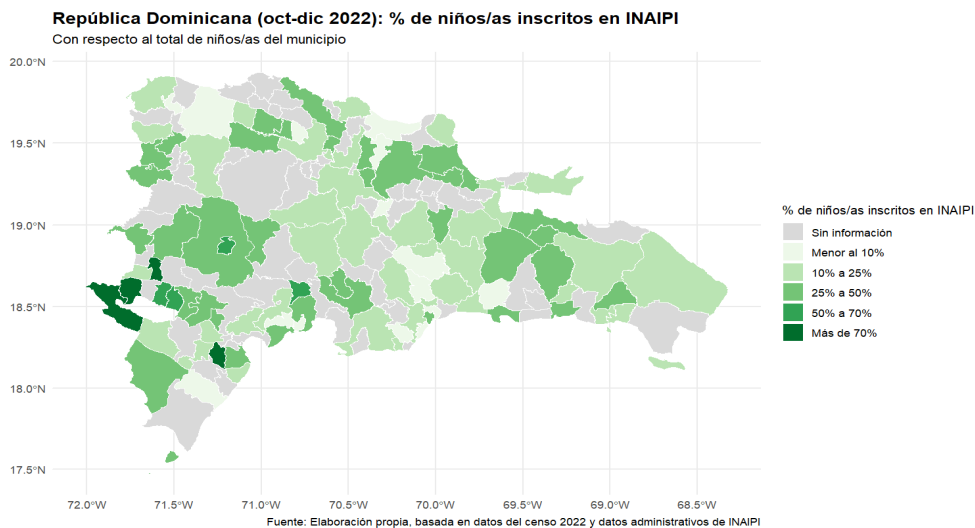 República Dominicana (oct-dic 2022): % de niños/as inscritos en INAIPI
Con respecto al total de niños/as del municipio
20.0°N
19.5°N
19.0°N
18.5°N
18.0°N
17.5°N
72.0°W 71.5°W 71.0°W 70.5°W 70.0°W 69.5°W 69.0°W 68.5°W
% de niños/as inscritos en INAIPI
Sin información
Menor al 10%
10% a 25%
25% a 50%
50% a 70%
Más de 70%
Fuente: Elaboración propia, basada en datos del censo 2022 y datos administrativos de INAIPI